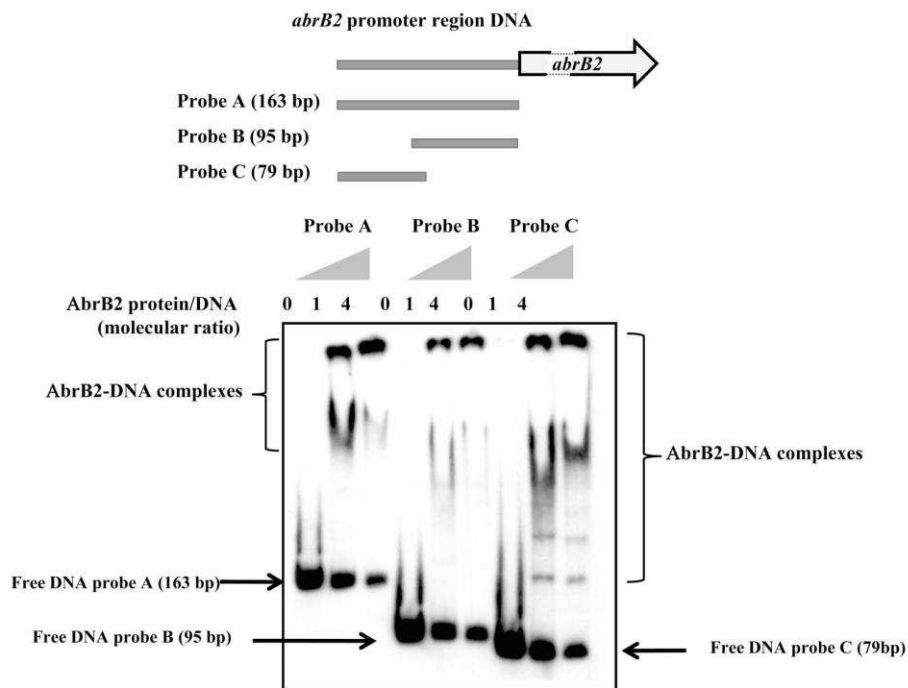 abrB2 promoter region DNA
abrB2
Probe A (163 bp)
Probe B (95 bp)
Probe C (79 bp)
Probe A Probe B Probe C
AbrB2 protein/DNA 0 1 4 0 1 4 0 1 4
(molecular ratio)
AbrB2-DNA complexes
AbrB2-DNA complexes
Free DNA probe A (163 bp)
Free DNA probe B (95 bp)
Free DNA probe C (79bp)